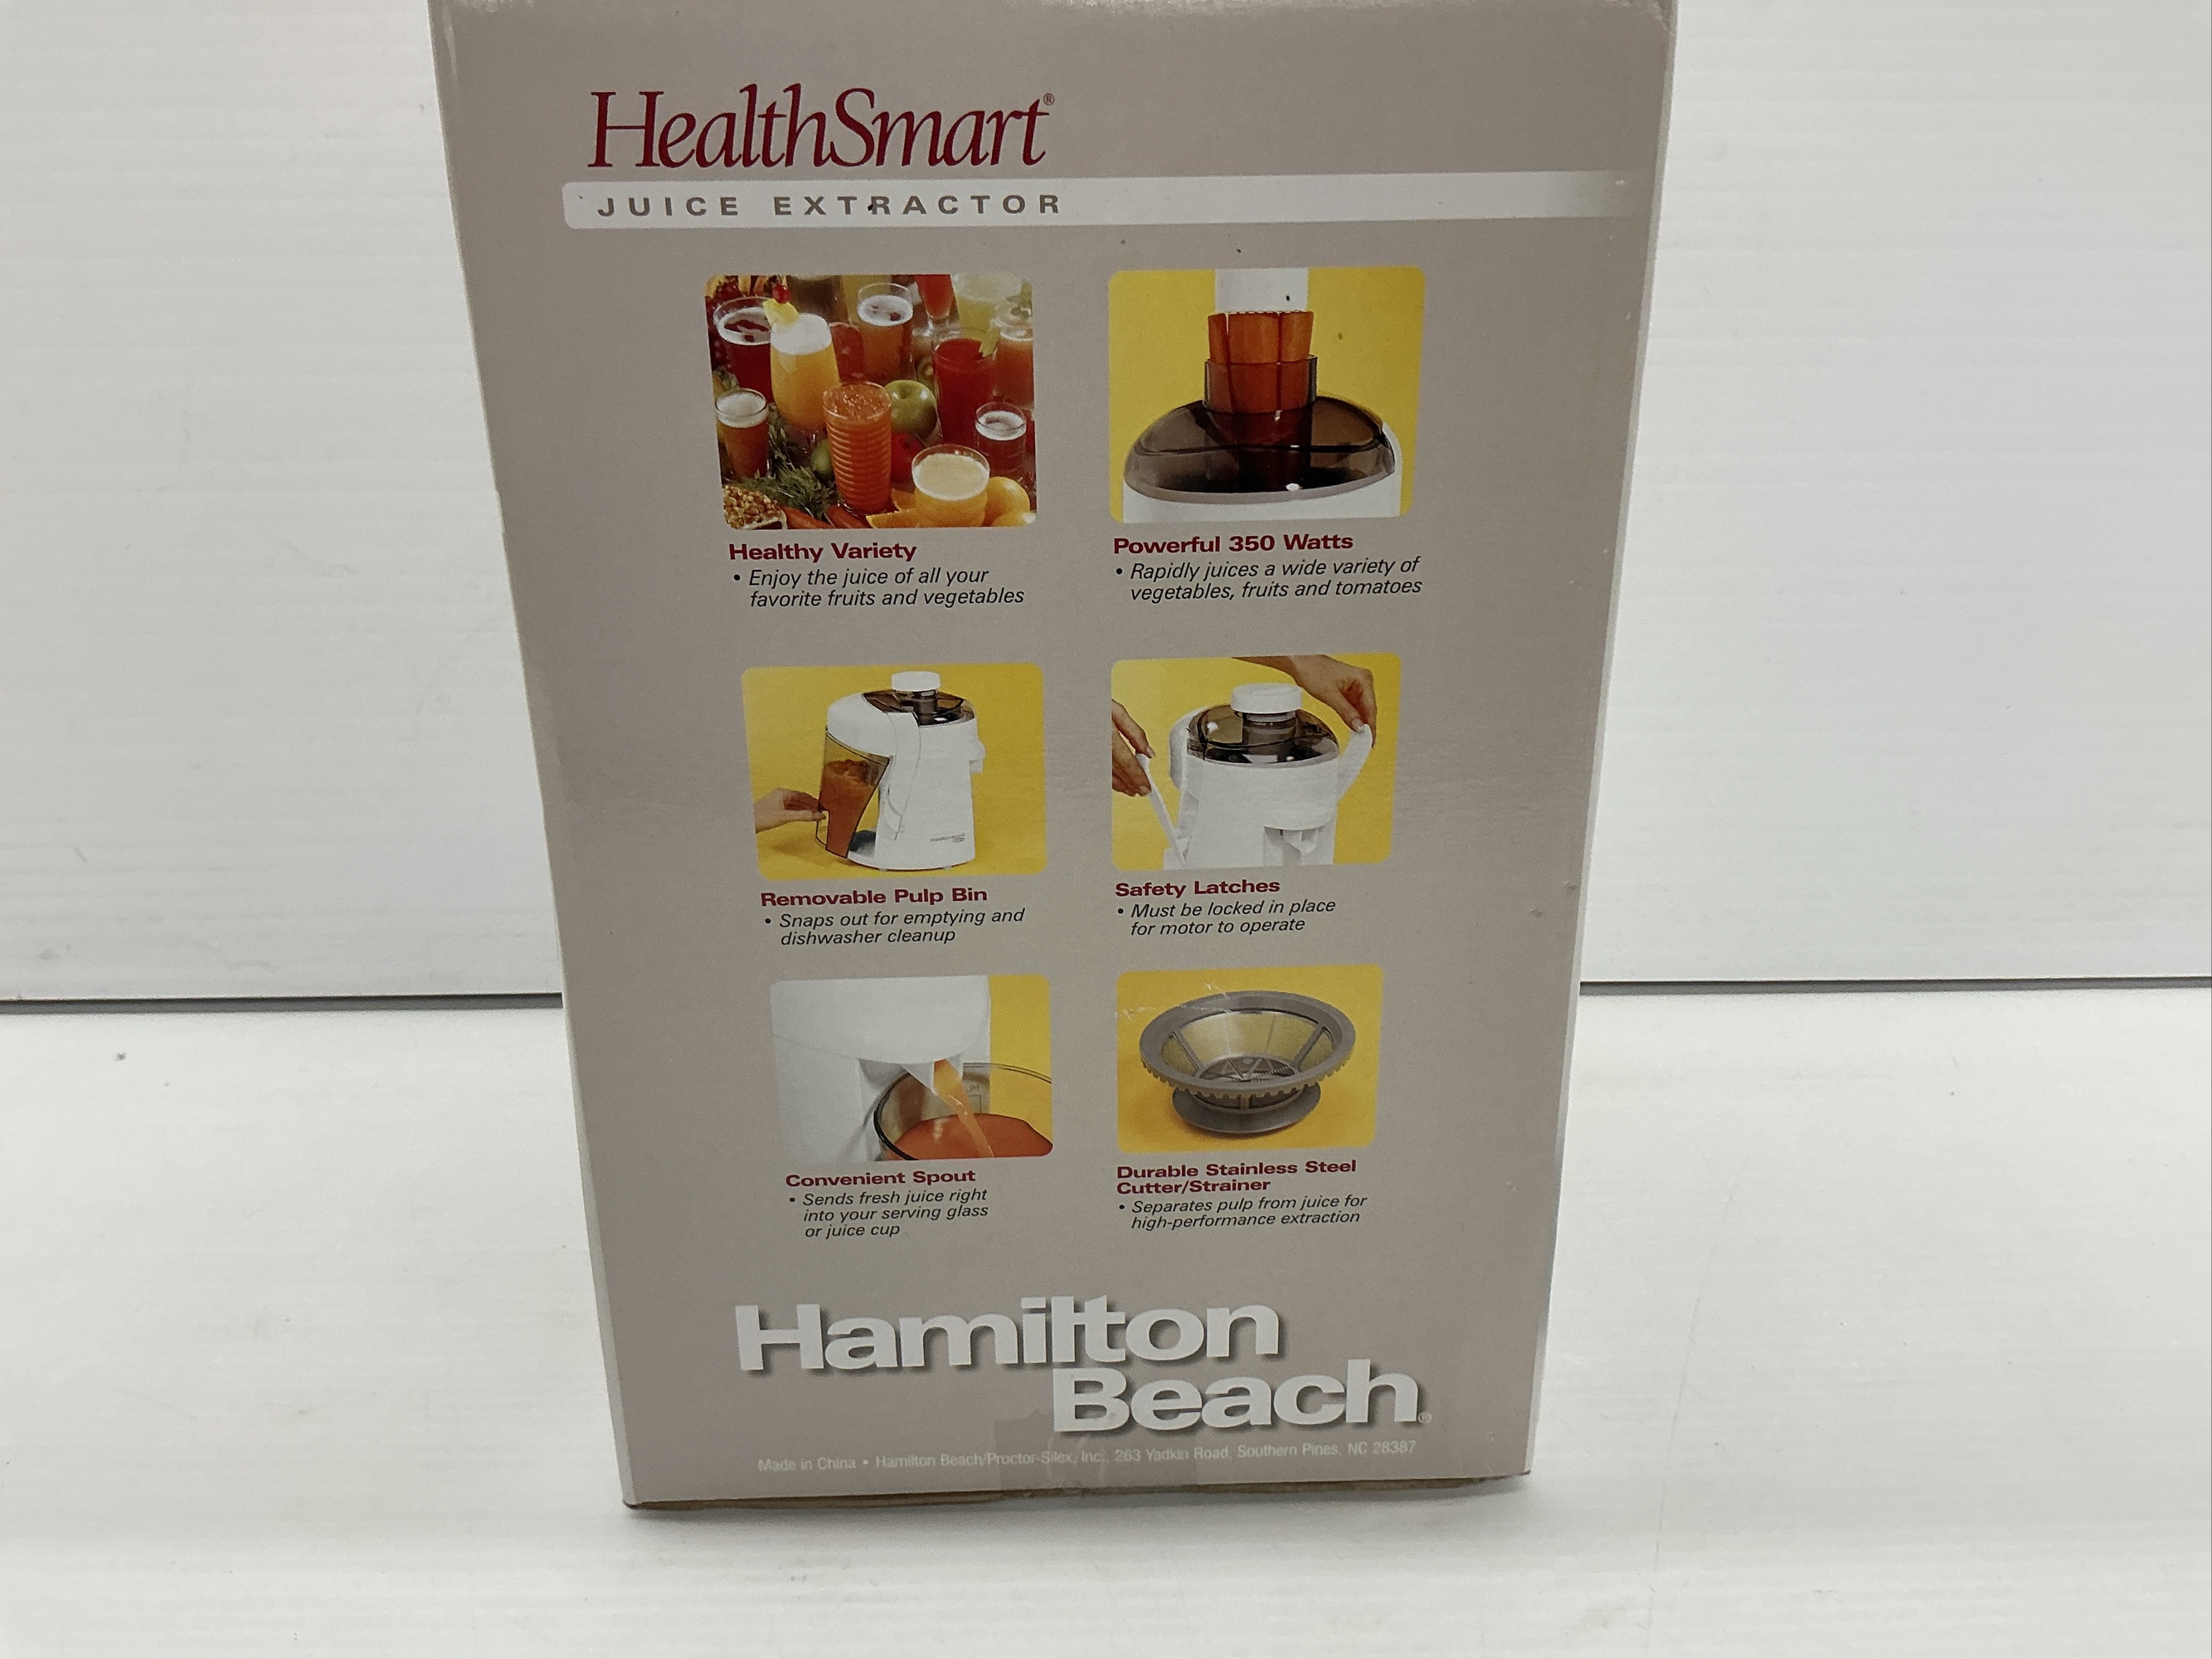 HealthSmart®
JUICE EXTRACTOR
Healthy Variety
• Enjoy the juice of all your
favorite fruits and vegetables
Powerful 350 Watts
• Rapidly juices a wide variety of
vegetables, fruits and tomatoes
Removable Pulp Bin
• Snaps out for emptying and
dishwasher cleanup
Safety Latches
• Must be locked in place
for motor to operate
Convenient Spout
• Sends fresh juice right
into your serving glass
or juice cup
Durable Stainless Steel
Cutter/Strainer
• Separates pulp from juice for
high-performance extraction
Hamilton
Beach®
Made in China • Hamilton Beach/Proctor-Silex, Inc., 263 Yadkin Road, Southern Pines, NC 28387